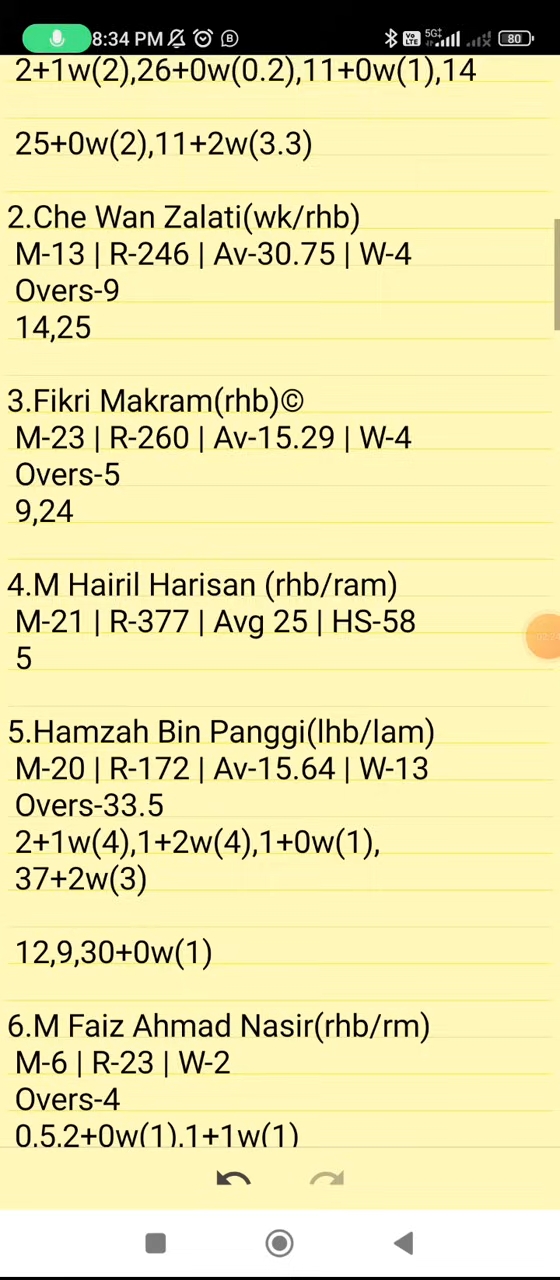 8:34 PM
Vo LTE 5G+ 80
2+1w(2),26+0w(0.2),11+0w(1),14
25+0w(2),11+2w(3.3)
2.Che Wan Zalati(wk/rhb)
M-13 | R-246 | Av-30.75 | W-4
Overs-9
14,25
3.Fikri Makram(rhb)©
M-23 | R-260 | Av-15.29 | W-4
Overs-5
9,24
4.M Hairil Harisan (rhb/ram)
M-21 | R-377 | Avg 25 | HS-58
5
5.Hamzah Bin Panggi(lhb/lam)
M-20 | R-172 | Av-15.64 | W-13
Overs-33.5
2+1w(4),1+2w(4),1+0w(1),
37+2w(3)
12,9,30+0w(1)
6.M Faiz Ahmad Nasir(rhb/rm)
M-6 | R-23 | W-2
Overs-4
0,5,2+0w(1),1+1w(1)